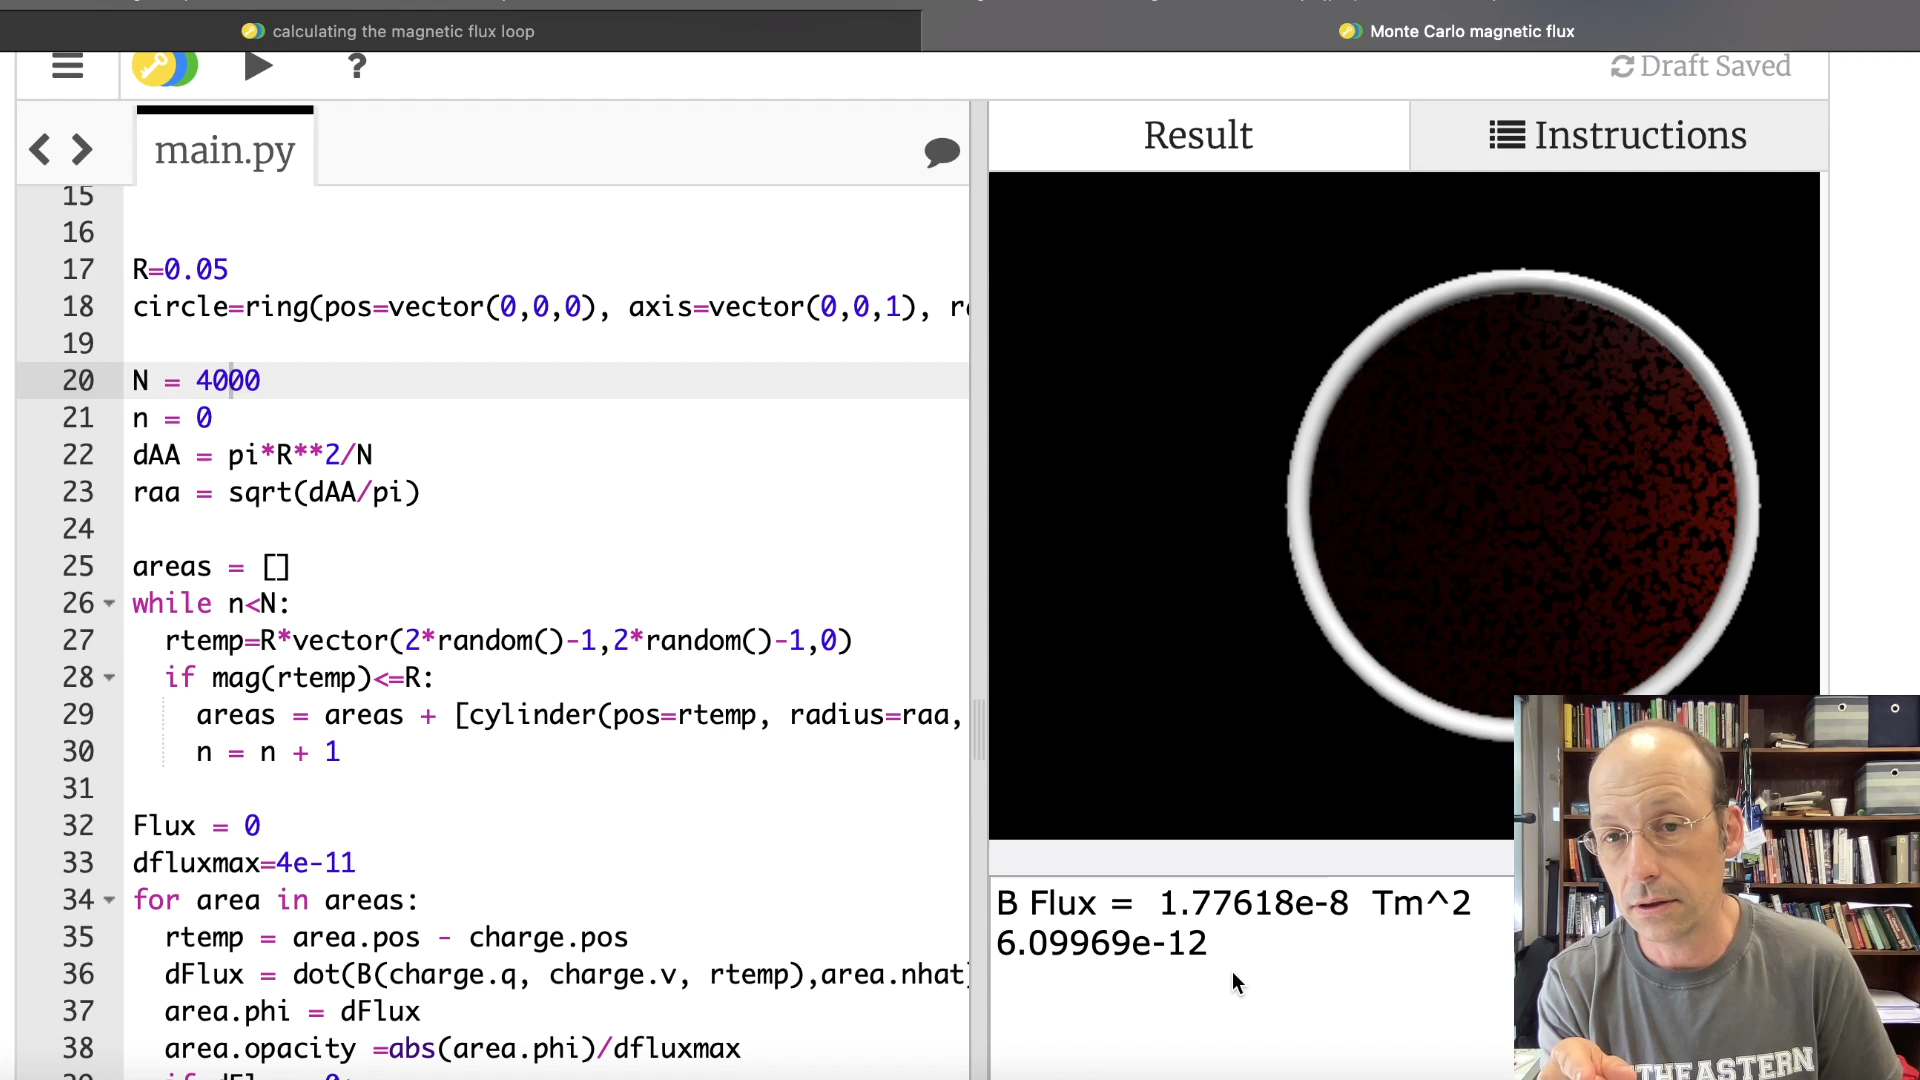 calculating the magnetic flux loop
Monte Carlo magnetic flux
?
Draft Saved
main.py
Result
Instructions
15
16
17 R=0.05
18 circle=ring(pos=vector(0,0,0), axis=vector(0,0,1),
19
20 N = 4000
21 n = 0
22 dAA = pi*R**2/N
23 raa = sqrt(dAA/pi)
24
25 areas = []
26 while n<N:
27 rtemp=R*vector(2*random()-1,2*random()-1,0)
28 if mag(rtemp)<=R:
29 areas = areas + [cylinder(pos=rtemp, radius=raa,
30 n = n + 1
31
32 Flux = 0
33 dfluxmax=4e-11
34 for area in areas:
35 rtemp = area.pos - charge.pos
36 dFlux = dot(B(charge.q, charge.v, rtemp),area.nhat)
37 area.phi = dFlux
38 area.opacity =abs(area.phi)/dfluxmax
B Flux = 1.77618e-8 Tm^2
6.09969e-12
THEASTERN